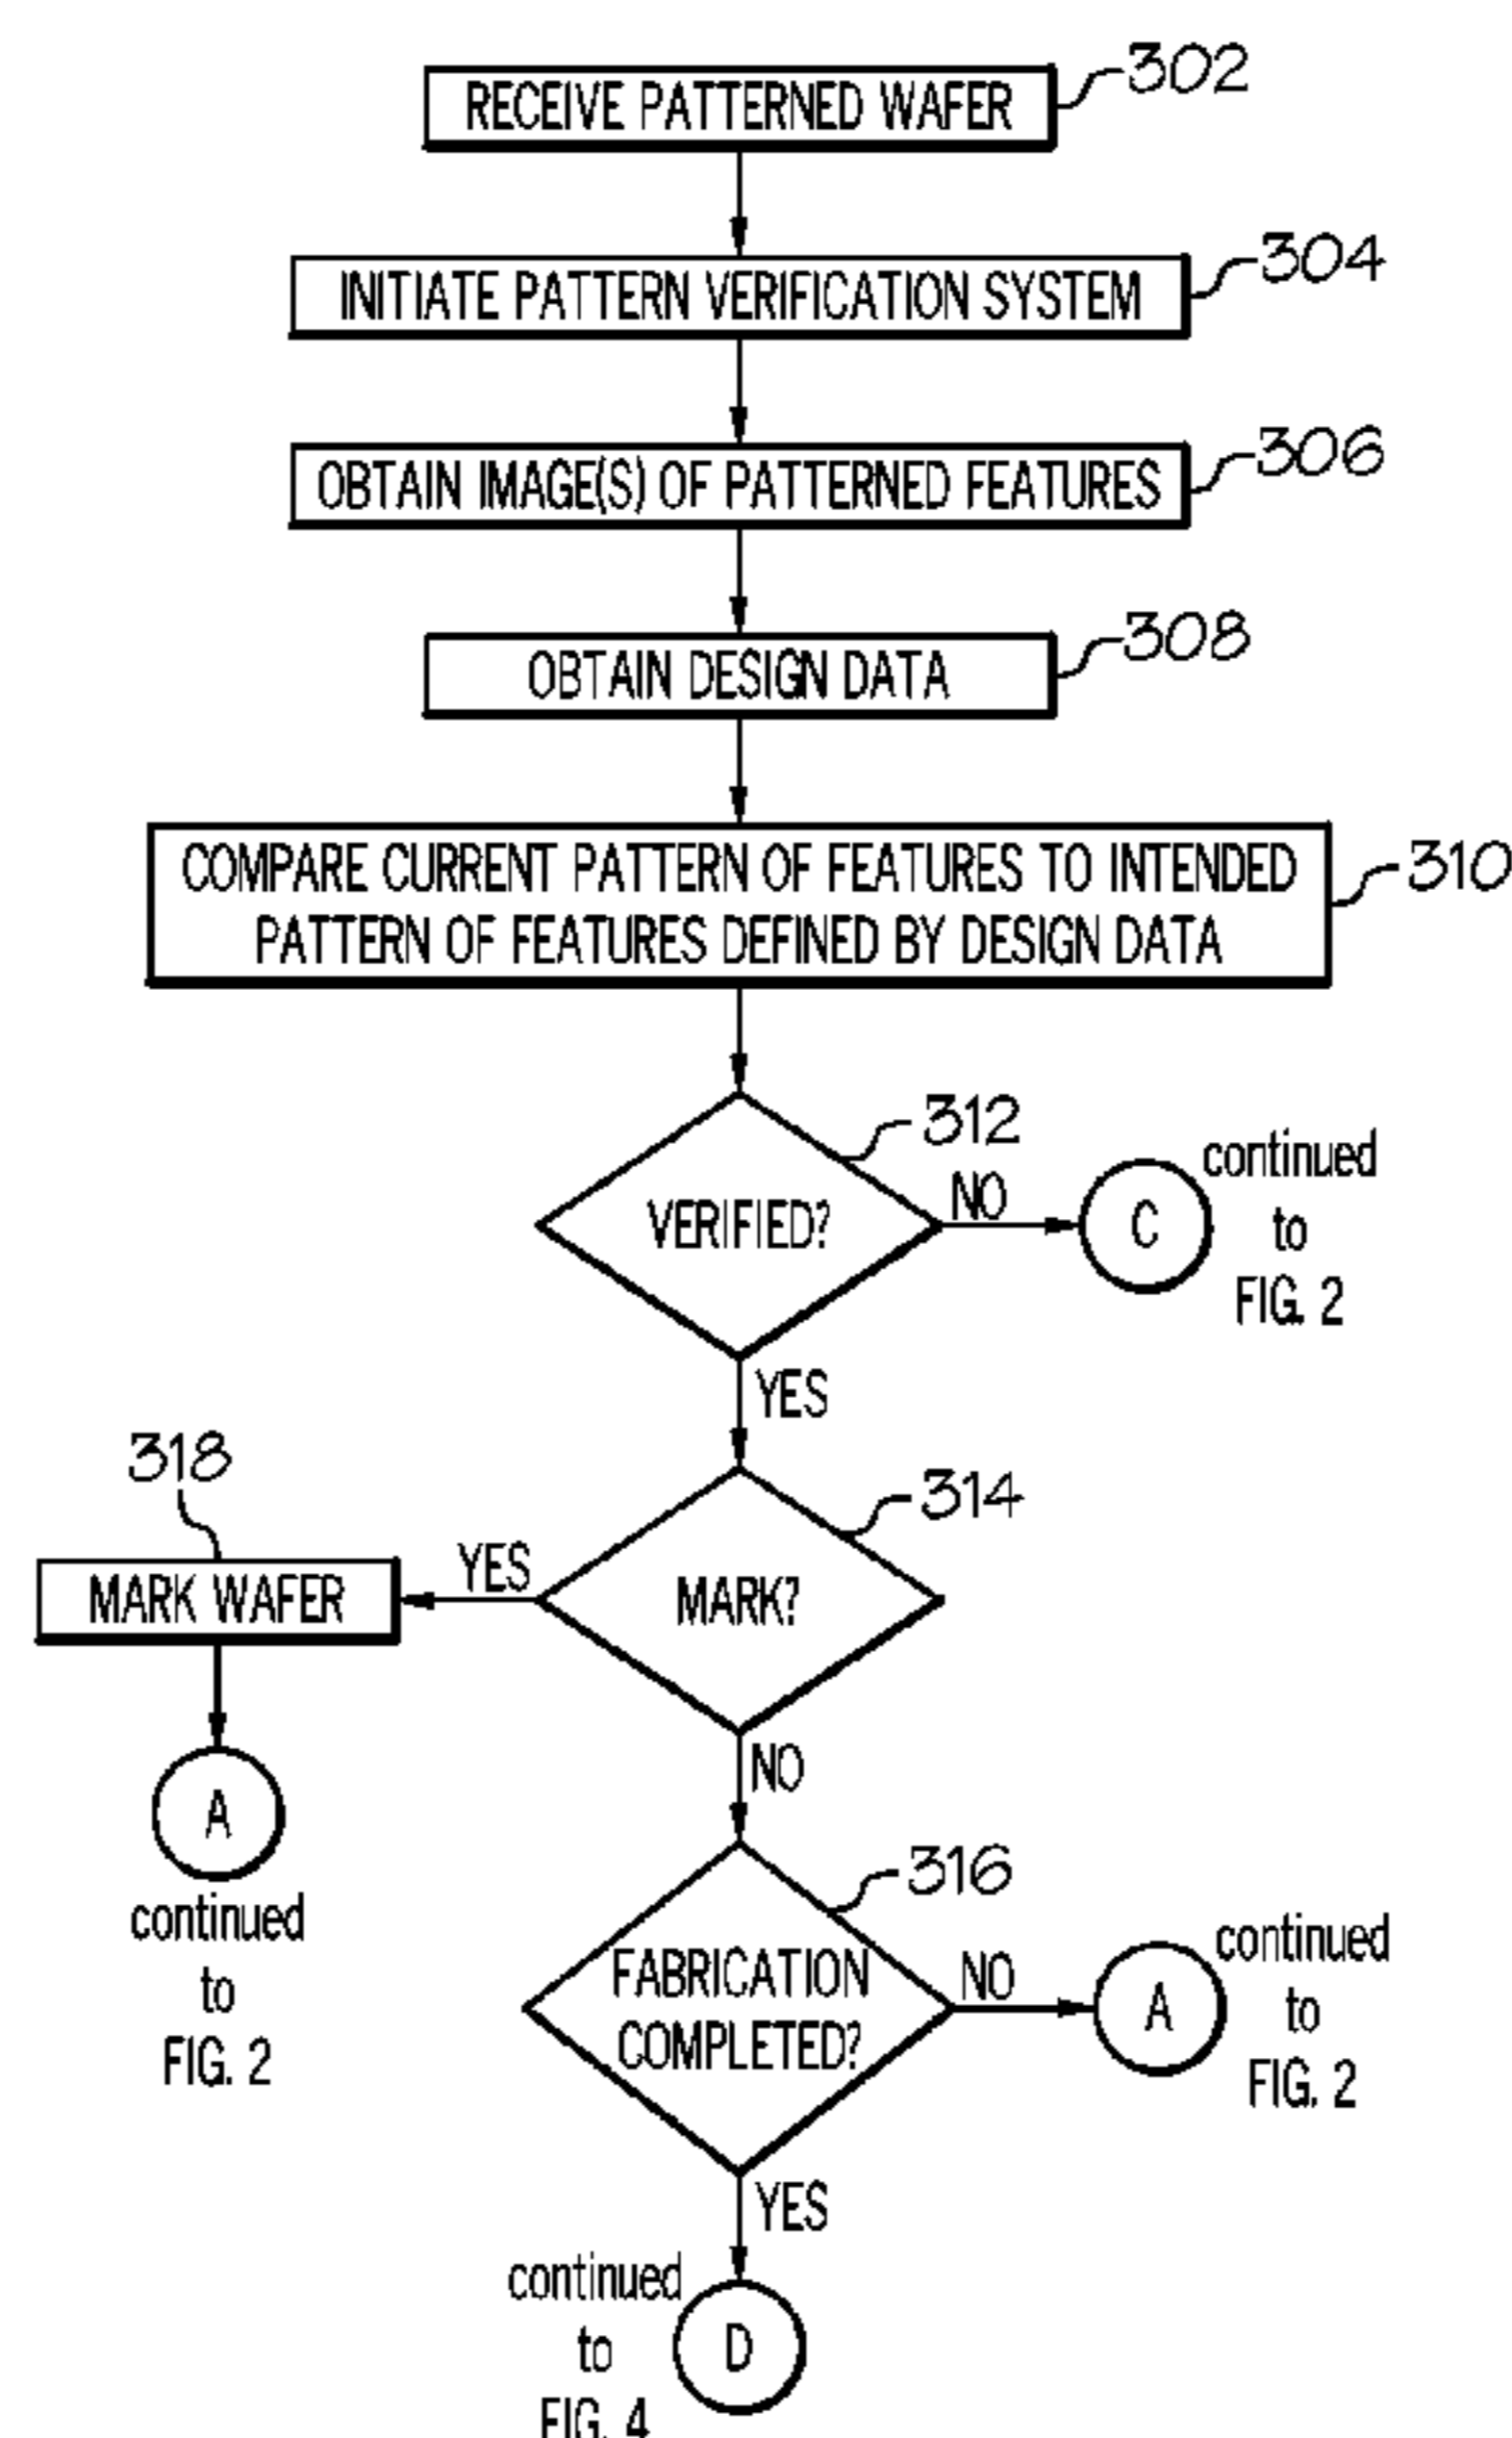 302
RECEIVE PATTERNED WAFER
304
INITIATE PATTERN VERIFICATION SYSTEM
306
OBTAIN IMAGE(S) OF PATTERNED FEATURES
308
OBTAIN DESIGN DATA
310
COMPARE CURRENT PATTERN OF FEATURES TO INTENDED
PATTERN OF FEATURES DEFINED BY DESIGN DATA
312
VERIFIED?
NO
C
continued
to
FIG. 2
YES
314
MARK?
YES
318
MARK WAFER
A
continued
to
FIG. 2
NO
316
FABRICATION
COMPLETED?
NO
A
continued
to
FIG. 2
YES
D
continued
to
FIG. 4